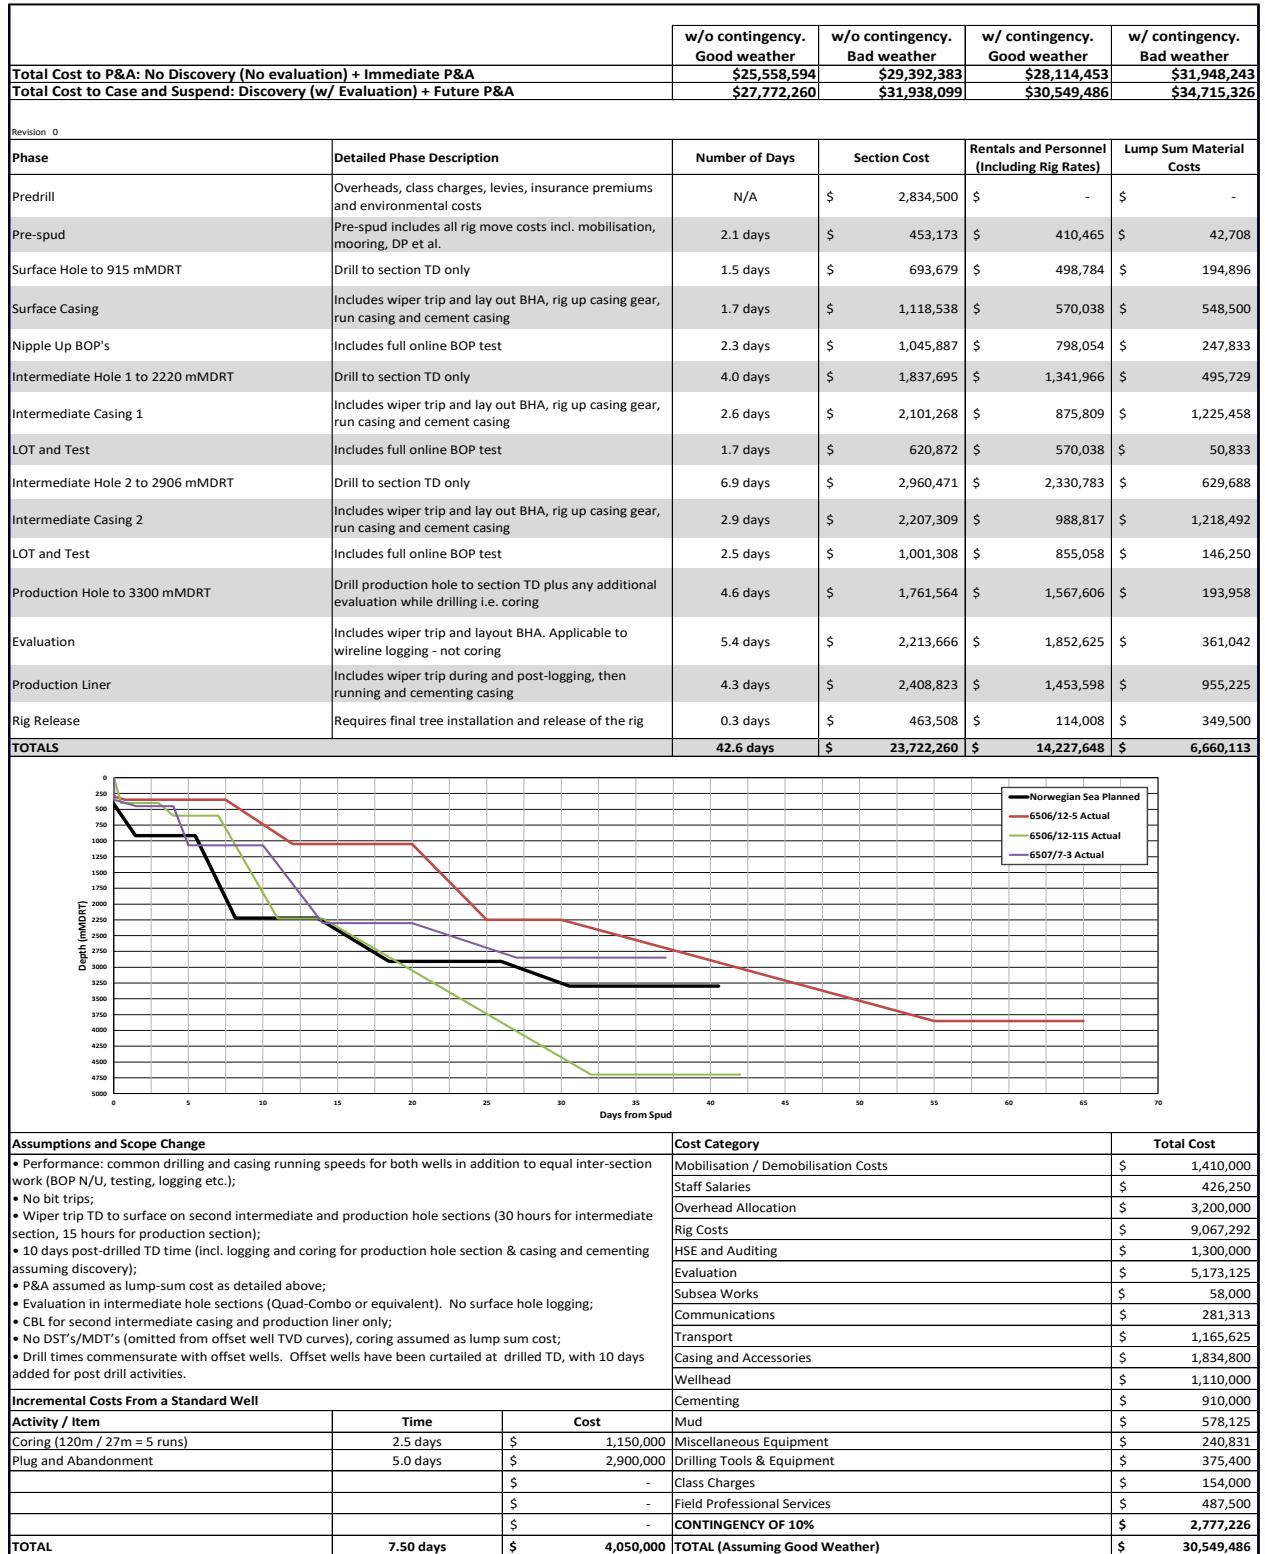 w/o contingency. w/o contingency. w/ contingency. w/ contingency.
Good weather Bad weather Good weather Bad weather
Total Cost to P&A: No Discovery (No evaluation) + Immediate P&A $25,558,594 $29,392,383 $28,114,453 $31,948,243
Total Cost to Case and Suspend: Discovery (w/ Evaluation) + Future P&A $27,772,260 $31,938,099 $30,549,486 $34,715,326
Revision 0
Phase Detailed Phase Description Number of Days Section Cost Rentals and Personnel (Including Rig Rates) Lump Sum Material Costs
Predrill Overheads, class charges, levies, insurance premiums and environmental costs N/A $ 2,834,500 $ - $ -
Pre-spud Pre-spud includes all rig move costs incl. mobilisation, mooring, DP et al. 2.1 days $ 453,173 $ 410,465 $ 42,708
Surface Hole to 915 mMDRT Drill to section TD only 1.5 days $ 693,679 $ 498,784 $ 194,896
Surface Casing Includes wiper trip and lay out BHA, rig up casing gear, run casing and cement casing 1.7 days $ 1,118,538 $ 570,038 $ 548,500
Nipple Up BOP's Includes full online BOP test 2.3 days $ 1,045,887 $ 798,054 $ 247,833
Intermediate Hole 1 to 2220 mMDRT Drill to section TD only 4.0 days $ 1,837,695 $ 1,341,966 $ 495,729
Intermediate Casing 1 Includes wiper trip and lay out BHA, rig up casing gear, run casing and cement casing 2.6 days $ 2,101,268 $ 875,809 $ 1,225,458
LOT and Test Includes full online BOP test 1.7 days $ 620,872 $ 570,038 $ 50,833
Intermediate Hole 2 to 2906 mMDRT Drill to section TD only 6.9 days $ 2,960,471 $ 2,330,783 $ 629,688
Intermediate Casing 2 Includes wiper trip and lay out BHA, rig up casing gear, run casing and cement casing 2.9 days $ 2,207,309 $ 988,817 $ 1,218,492
LOT and Test Includes full online BOP test 2.5 days $ 1,001,308 $ 855,058 $ 146,250
Production Hole to 3300 mMDRT Drill production hole to section TD plus any additional evaluation while drilling i.e. coring 4.6 days $ 1,761,564 $ 1,567,606 $ 193,958
Evaluation Includes wiper trip and layout BHA. Applicable to wireline logging - not coring 5.4 days $ 2,213,666 $ 1,852,625 $ 361,042
Production Liner Includes wiper trip during and post-logging, then running and cementing casing 4.3 days $ 2,408,823 $ 1,453,598 $ 955,225
Rig Release Requires final tree installation and release of the rig 0.3 days $ 463,508 $ 114,008 $ 349,500
TOTALS 42.6 days $ 23,722,260 $ 14,227,648 $ 6,660,113
Depth (mMDRT)
0
250
500
750
1000
1250
1500
1750
2000
2250
2500
2750
3000
3250
3500
3750
4000
4250
4500
4750
5000
Norwegian Sea Planned
6506/12-5 Actual
6506/12-11S Actual
6507/7-3 Actual
0 5 10 15 20 25 30 35 40 45 50 55 60 65 70
Days from Spud
Assumptions and Scope Change
• Performance: common drilling and casing running speeds for both wells in addition to equal inter-section
work (BOP N/U, testing, logging etc.);
• No bit trips;
• Wiper trip TD to surface on second intermediate and production hole sections (30 hours for intermediate
section, 15 hours for production section);
• 10 days post-drilled TD time (incl. logging and coring for production hole section & casing and cementing
assuming discovery);
• P&A assumed as lump-sum cost as detailed above;
• Evaluation in intermediate hole sections (Quad-Combo or equivalent). No surface hole logging;
• CBL for second intermediate casing and production liner only;
• No DST's/MDT's (omitted from offset well TVD curves), coring assumed as lump sum cost;
• Drill times commensurate with offset wells. Offset wells have been curtailed at drilled TD, with 10 days
added for post drill activities.
Incremental Costs From a Standard Well
Activity / Item Time Cost
Coring (120m / 27m = 5 runs) 2.5 days $ 1,150,000
Plug and Abandonment 5.0 days $ 2,900,000
$ -
$ -
$ -
TOTAL 7.50 days $ 4,050,000
Cost Category Total Cost
Mobilisation / Demobilisation Costs $ 1,410,000
Staff Salaries $ 426,250
Overhead Allocation $ 3,200,000
Rig Costs $ 9,067,292
HSE and Auditing $ 1,300,000
Evaluation $ 5,173,125
Subsea Works $ 58,000
Communications $ 281,313
Transport $ 1,165,625
Casing and Accessories $ 1,834,800
Wellhead $ 1,110,000
Cementing $ 910,000
Mud $ 578,125
Miscellaneous Equipment $ 240,831
Drilling Tools & Equipment $ 375,400
Class Charges $ 154,000
Field Professional Services $ 487,500
CONTINGENCY OF 10% $ 2,777,226
TOTAL (Assuming Good Weather) $ 30,549,486